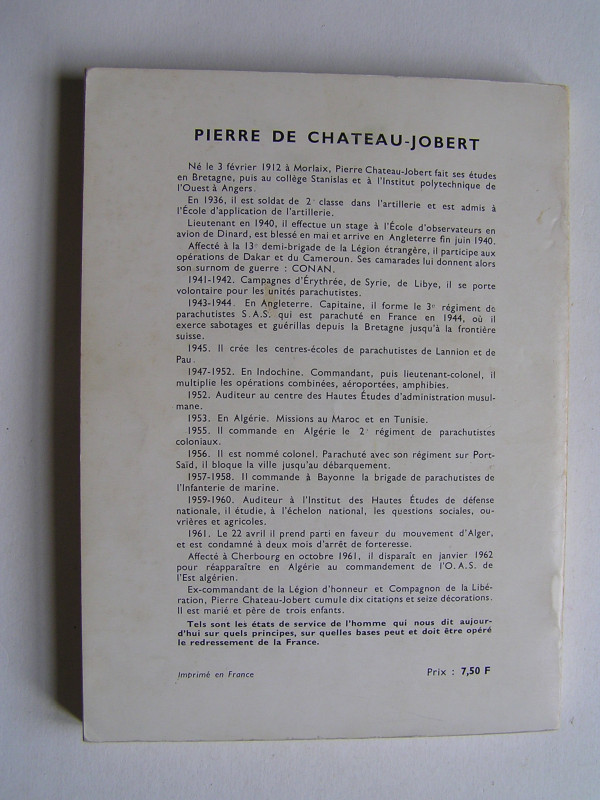 PIERRE DE CHATEAU-JOBERT
Né le 3 février 1912 à Morlaix, Pierre Chateau-Jobert fait ses études
en Bretagne, puis au collège Stanislas et à l'Institut polytechnique de
l'Ouest à Angers.
En 1936, il est soldat de 2e classe dans l'artillerie et est admis à
l'École d'application de l'artillerie.
Lieutenant en 1940, il effectue un stage à l'École d'observateurs en
avion de Dinard, est blessé en mai et arrive en Angleterre fin juin 1940.
Affecté à la 13e demi-brigade de la Légion étrangère, il participe aux
opérations de Dakar et du Cameroun. Ses camarades lui donnent alors
son surnom de guerre : CONAN.
1941-1942. Campagnes d'Érythrée, de Syrie, de Libye, il se porte
volontaire pour les unités parachutistes.
1943-1944. En Angleterre. Capitaine, il forme le 3e régiment de
parachutistes S.A.S. qui est parachuté en France en 1944, où il
exerce sabotages et guérillas depuis la Bretagne jusqu'à la frontière
suisse.
1945. Il crée les centres-écoles de parachutistes de Lannion et de
Pau.
1947-1952. En Indochine. Commandant, puis lieutenant-colonel, il
multiplie les opérations combinées, aéroportées, amphibies.
1952. Auditeur au centre des Hautes Études d'administration musul-
mane.
1953. En Algérie. Missions au Maroc et en Tunisie.
1955. Il commande en Algérie le 2e régiment de parachutistes
coloniaux.
1956. Il est nommé colonel. Parachuté avec son régiment sur Port-
Saïd, il bloque la ville jusqu'au débarquement.
1957-1958. Il commande à Bayonne la brigade de parachutistes de
l'Infanterie de marine.
1959-1960. Auditeur à l'Institut des Hautes Études de défense
nationale, il étudie, à l'échelon national, les questions sociales, ou-
vrières et agricoles.
1961. Le 22 avril il prend parti en faveur du mouvement d'Alger,
et est condamné à deux mois d'arrêt de forteresse.
Affecté à Cherbourg en octobre 1961, il disparaît en janvier 1962
pour réapparaître en Algérie au commandement de l'O.A.S. de
l'Est algérien.
Ex-commandant de la Légion d'honneur et Compagnon de la Libé-
ration, Pierre Chateau-Jobert cumule dix citations et seize décorations.
Il est marié et père de trois enfants.
Tels sont les états de service de l'homme qui nous dit aujour-
d'hui sur quels principes, sur quelles bases peut et doit être opéré
le redressement de la France.
Imprimé en France
Prix : 7,50 F